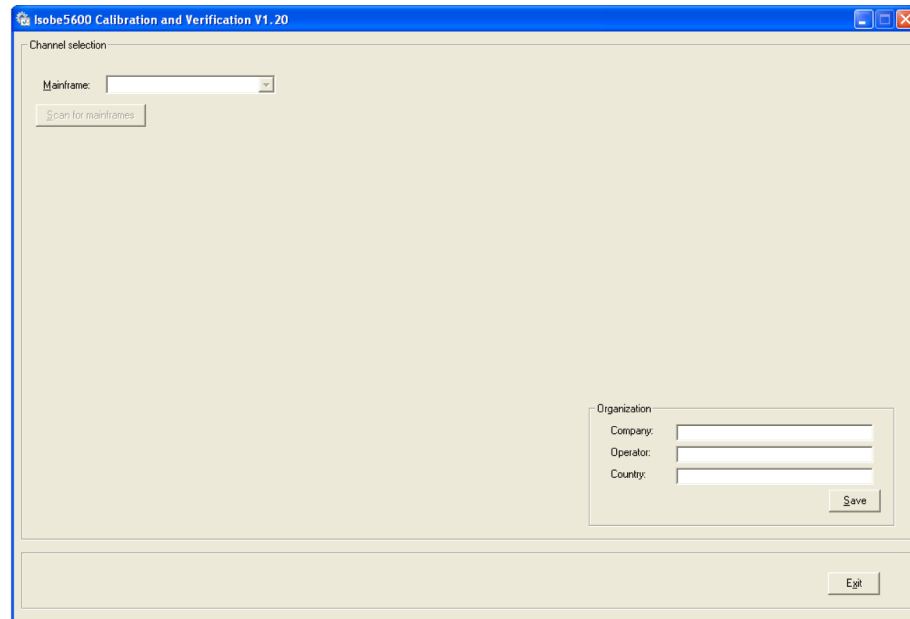 Isobe5600 Calibration and Verification V1.20
Channel selection
Mainframe:
Scan for mainframes
Organization
Company:
Operator:
Country:
Save
Exit